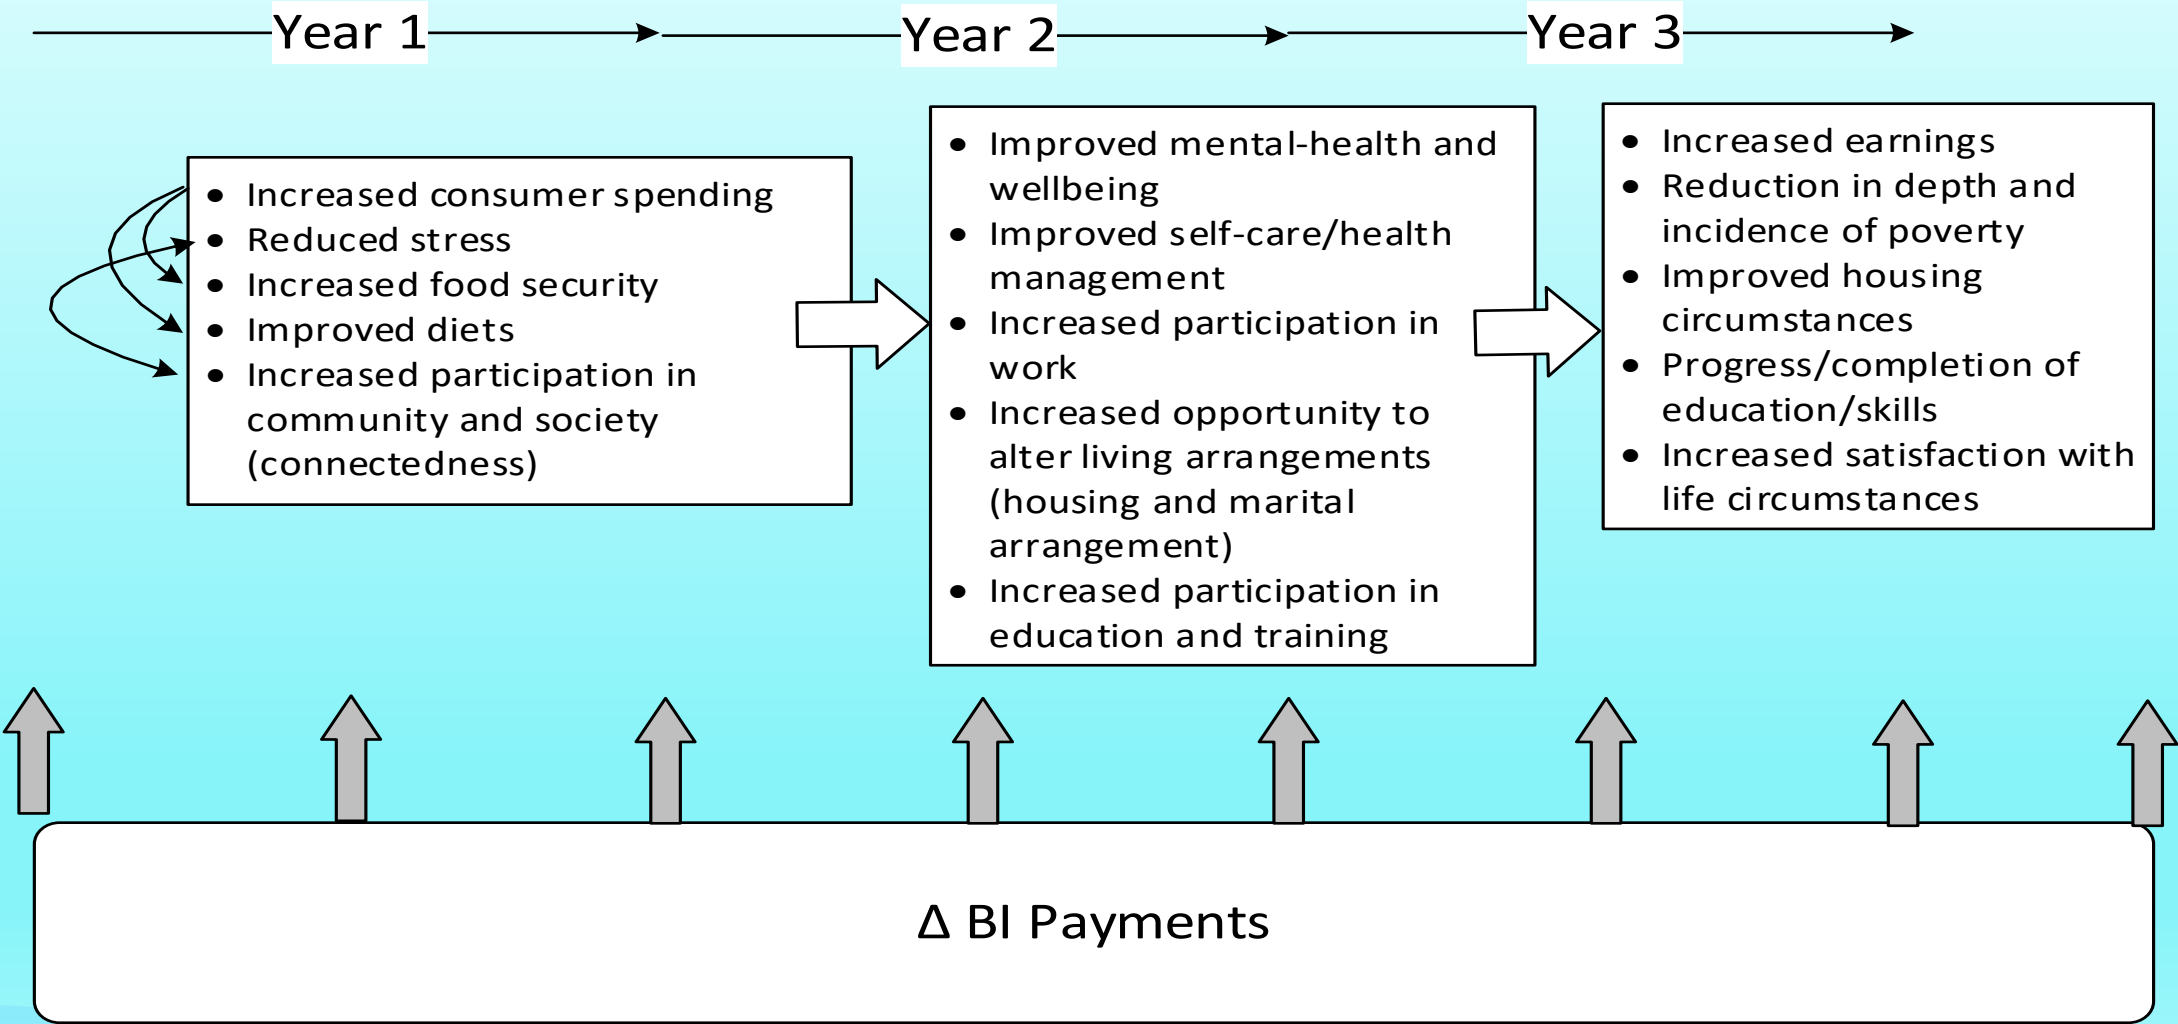 Year 1
Year 2
Year 3
• Increased consumer spending
• Reduced stress
• Increased food security
• Improved diets
• Increased participation in
community and society
(connectedness)
• Improved mental-health and
wellbeing
• Improved self-care/health
management
• Increased participation in
work
• Increased opportunity to
alter living arrangements
(housing and marital
arrangement)
• Increased participation in
education and training
• Increased earnings
• Reduction in depth and
incidence of poverty
• Improved housing
circumstances
• Progress/completion of
education/skills
• Increased satisfaction with
life circumstances
Δ BI Payments